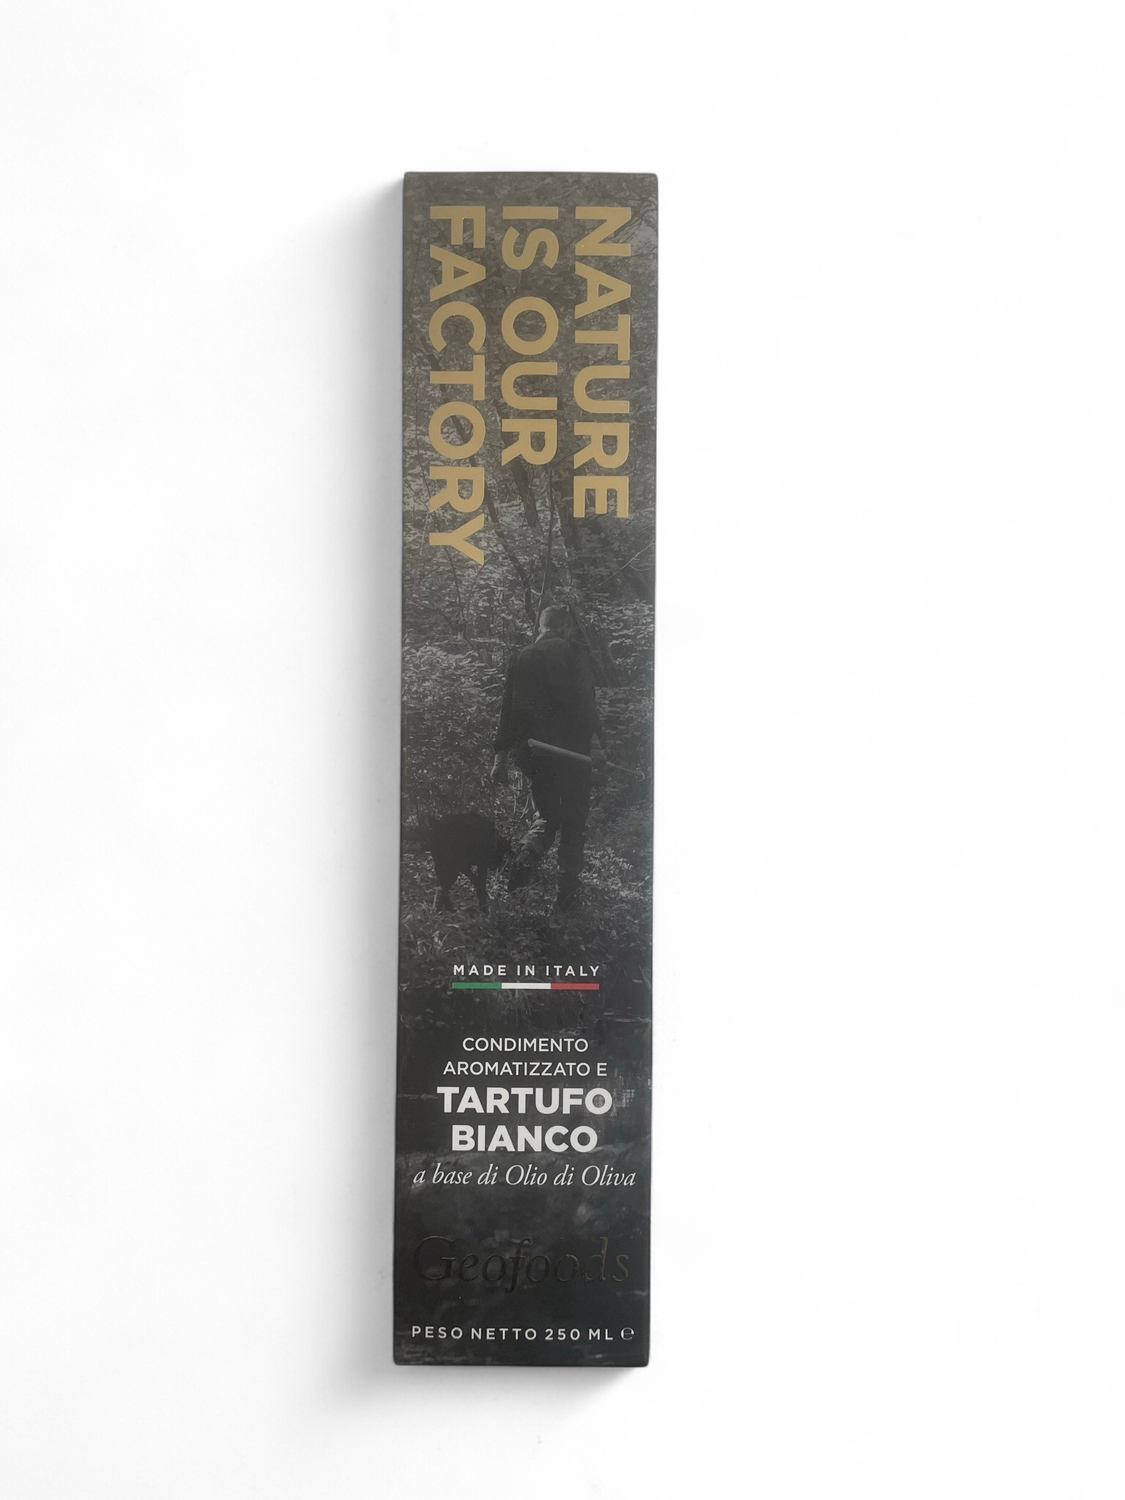 NATURE
IS OUR
FACTORY
MADE IN ITALY
CONDIMENTO
AROMATIZZATO E
TARTUFO
BIANCO
a base di Olio di Oliva
Geofoods
PESO NETTO 250 ML ℮